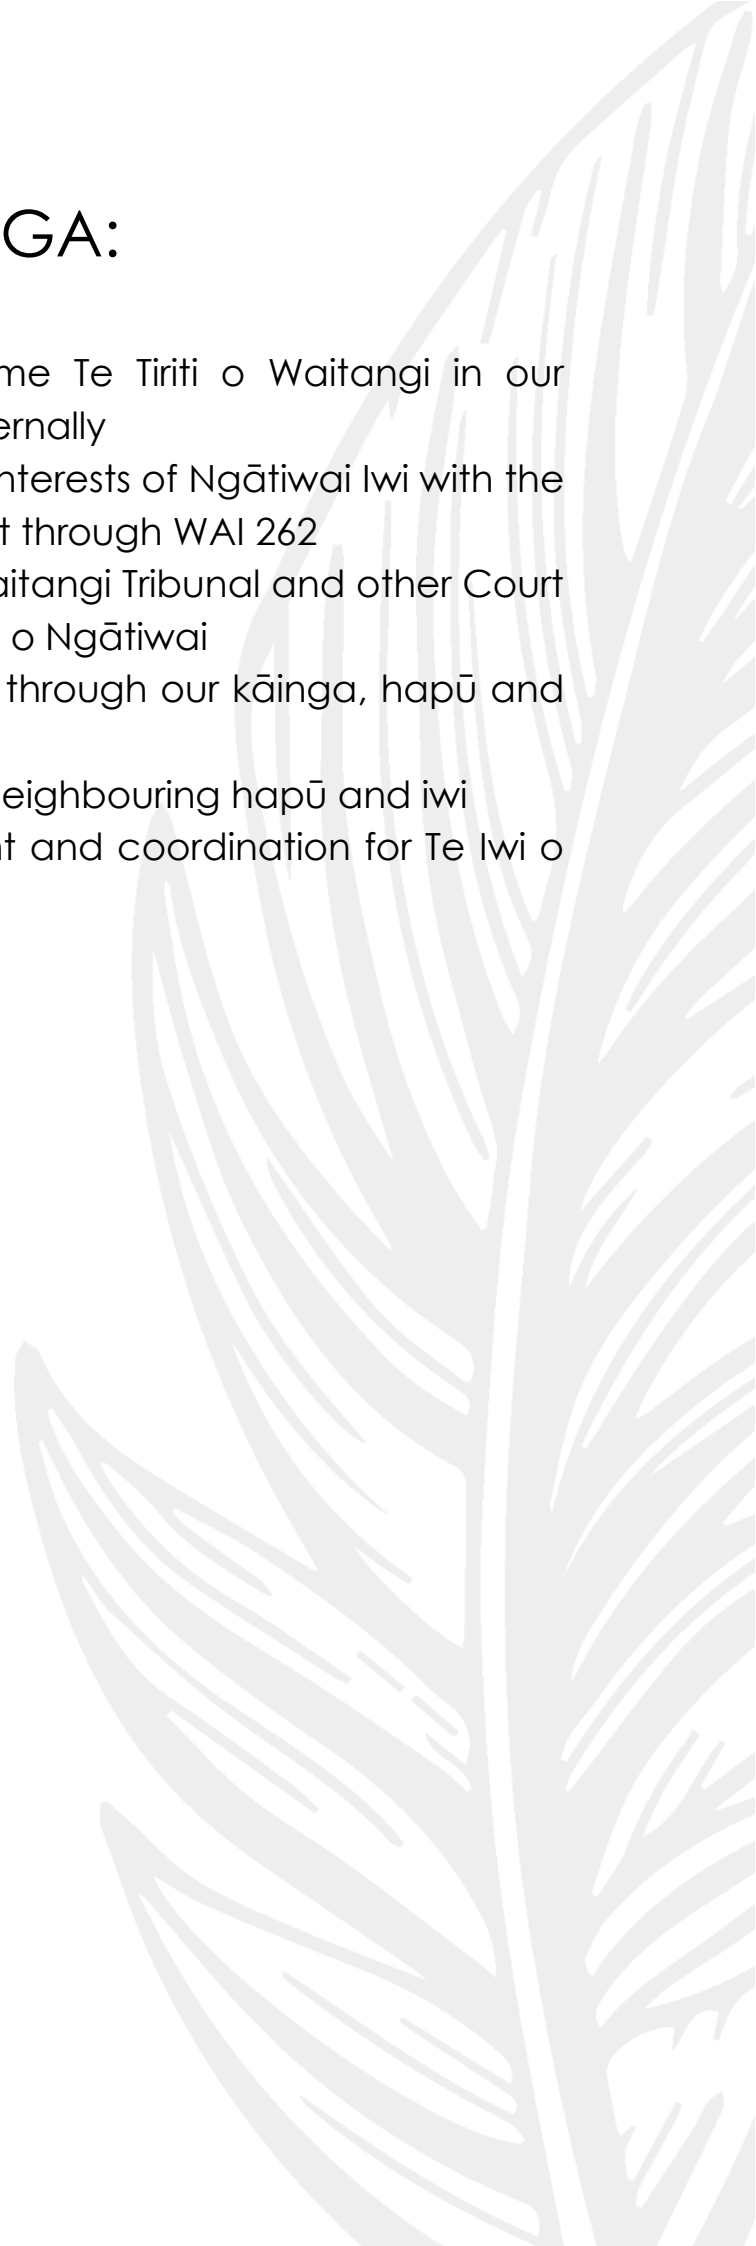 GA:
me Te Tiriti o Waitangi in our
ernally
nterests of Ngātiwai Iwi with the
t through WAI 262
aitangi Tribunal and other Court
o Ngātiwai
through our kāinga, hapū and
eighbouring hapū and iwi
t and coordination for Te Iwi o